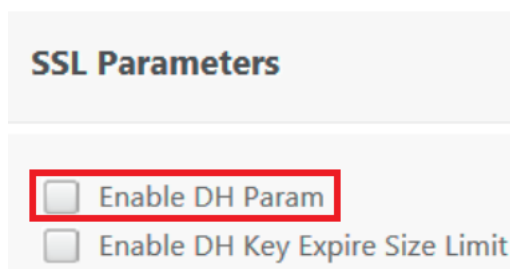 SSL Parameters
Enable DH Param
Enable DH Key Expire Size Limit